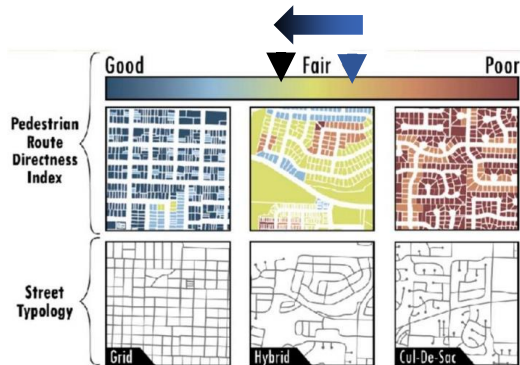 Good Fair Poor
Pedestrian
Route
Directness
Index
Street
Typology
Grid
Hybrid
Cul-De-Sac